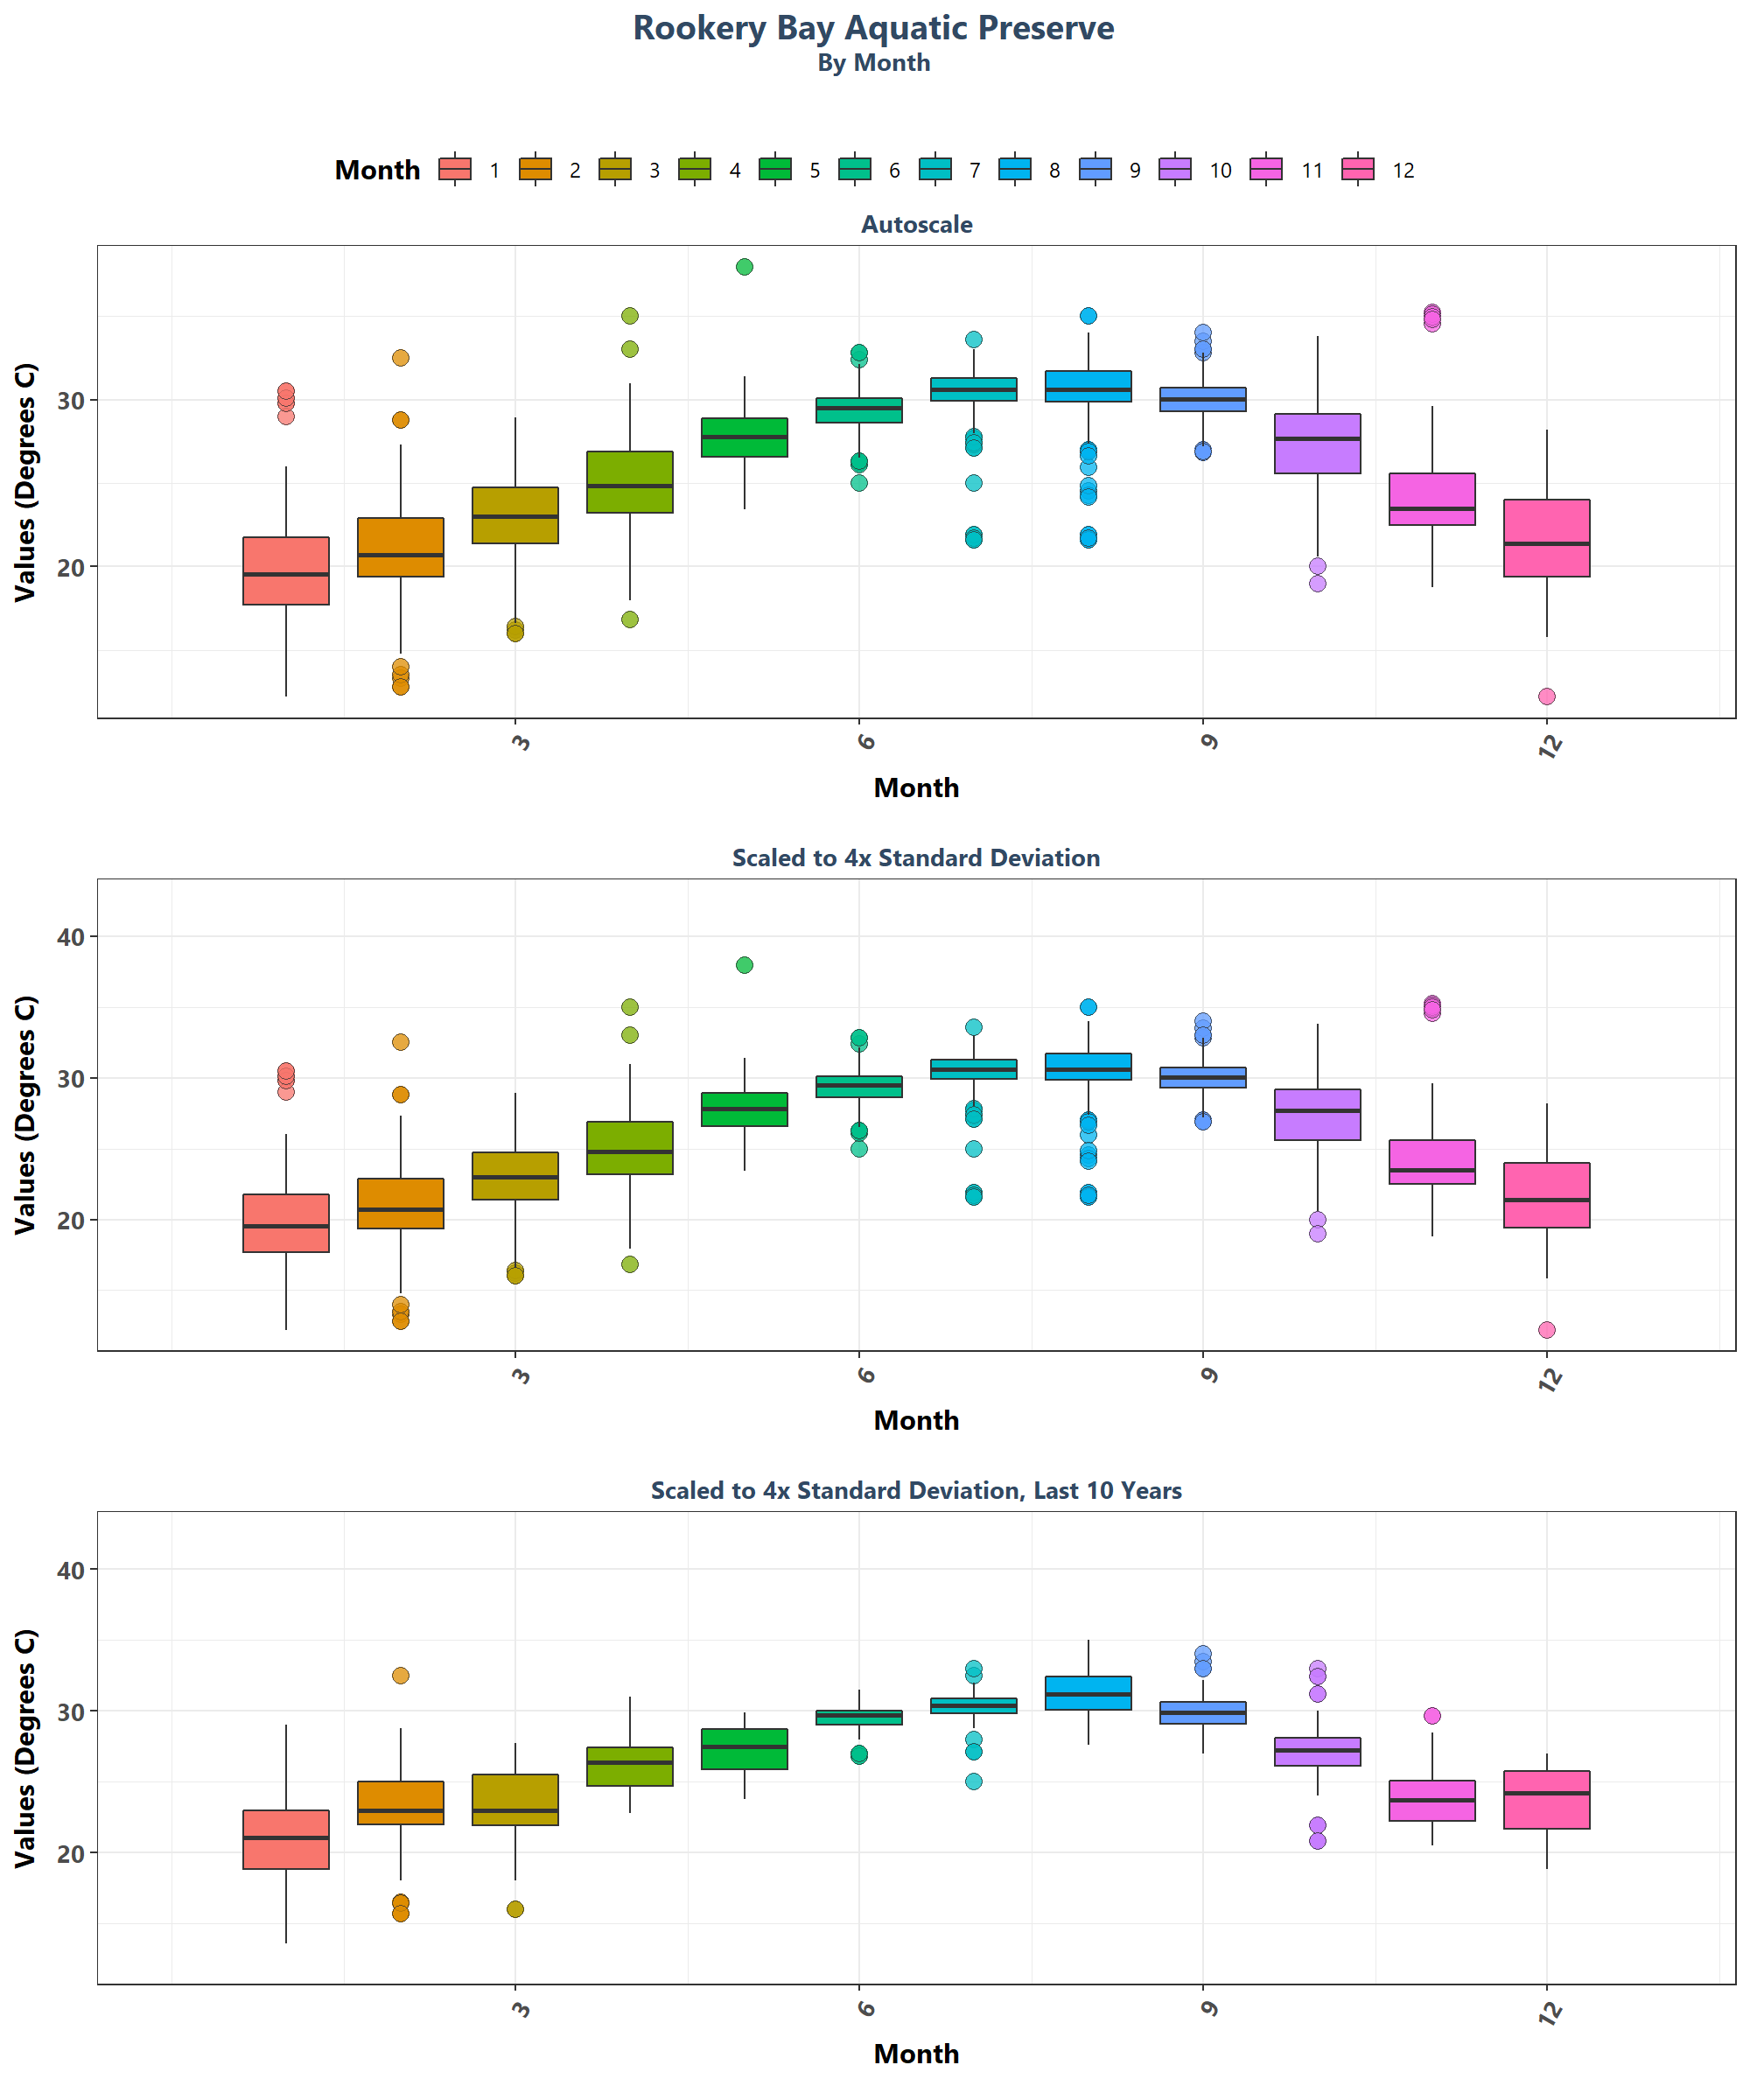 Rookery Bay Aquatic Preserve
By Month
Month 1 2 3 4 5 6 7 8 9 10 11 12
Autoscale
Values (Degrees C)
30
20
3 6 9 12
Month
Scaled to 4x Standard Deviation
Values (Degrees C)
40
30
20
3 6 9 12
Month
Scaled to 4x Standard Deviation, Last 10 Years
Values (Degrees C)
40
30
20
3 6 9 12
Month